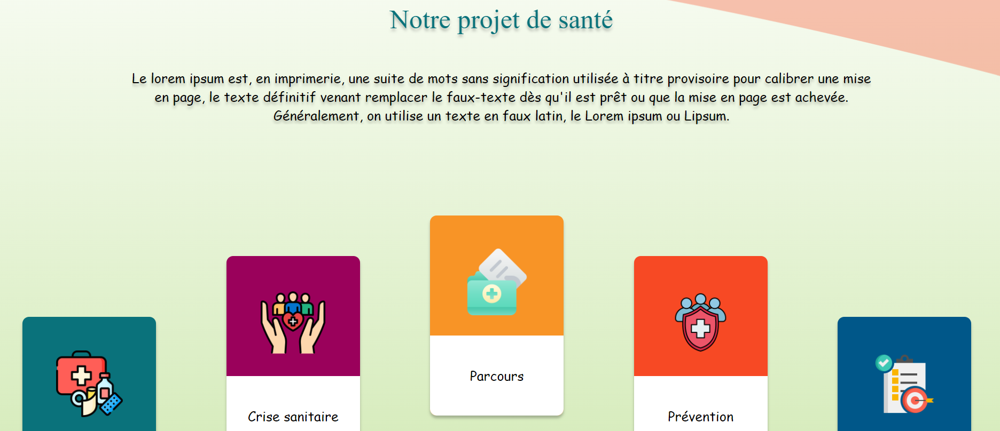 Notre projet de santé
Le lorem ipsum est, en imprimerie, une suite de mots sans signification utilisée à titre provisoire pour calibrer une mise
en page, le texte définitif venant remplacer le faux-texte dès qu'il est prêt ou que la mise en page est achevée.
Généralement, on utilise un texte en faux latin, le Lorem ipsum ou Lipsum.
Parcours
Crise sanitaire
Prévention